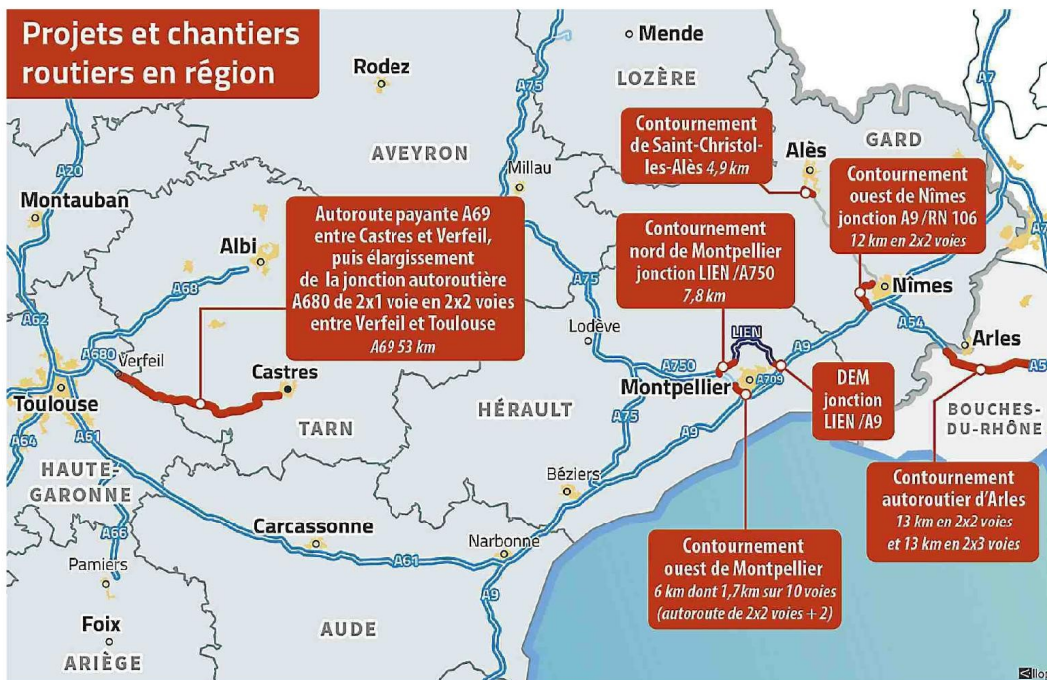 Projets et chantiers
routiers en région
Mende
LOZÈRE
Rodez
A75
A7
Contournement
de Saint-Christol-
les-Alès 4,9 km
GARD
Alès
AVEYRON
Millau
A20
Montauban
Contournement
ouest de Nîmes
jonction A9 /RN 106
12 km en 2x2 voies
Autoroute payante A69
entre Castres et Verfeil,
puis élargissement
de la jonction autoroutière
A680 de 2x1 voie en 2x2 voies
entre Verfeil et Toulouse
A69 53 km
Contournement
nord de Montpellier
jonction LIEN /A750
7,8 km
Albi
A68
A75
Nîmes
A62
A54
Lodève
LIEN
A9
Arles
A680
Verfeil
A750
Castres
Montpellier
A709
DEM
jonction
LIEN /A9
Toulouse
HÉRAULT
A75
BOUCHES-
DU-RHÔNE
TARN
A61
A64
A9
HAUTE-
GARONNE
Béziers
Contournement
autoroutier d'Arles
13 km en 2x2 voies
et 13 km en 2x3 voies
Carcassonne
A66
Narbonne
A61
Contournement
ouest de Montpellier
6 km dont 1,7km sur 10 voies
(autoroute de 2x2 voies + 2)
Pamiers
A9
Foix
AUDE
ARIÈGE